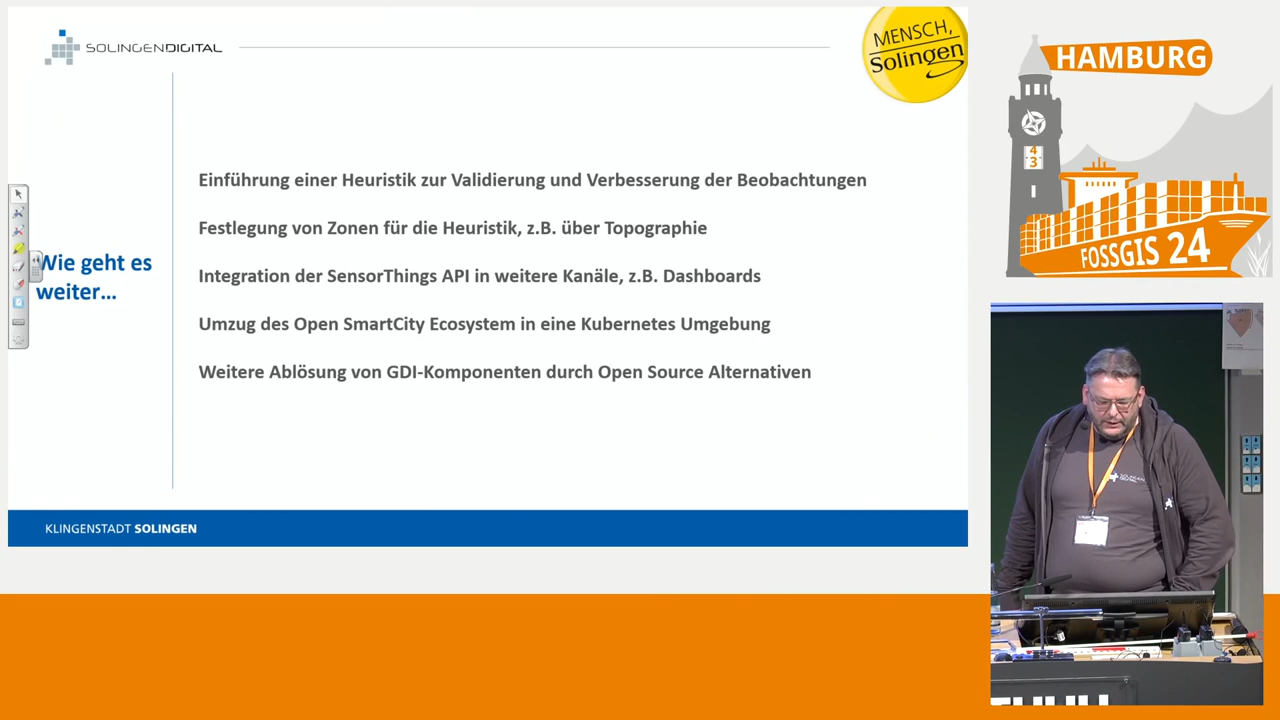 SOLINGENDIGITAL
MENSCH,
Solingen
Wie geht es
weiter...
Einführung einer Heuristik zur Validierung und Verbesserung der Beobachtungen
Festlegung von Zonen für die Heuristik, z.B. über Topographie
Integration der SensorThings API in weitere Kanäle, z.B. Dashboards
Umzug des Open SmartCity Ecosystem in eine Kubernetes Umgebung
Weitere Ablösung von GDI-Komponenten durch Open Source Alternativen
KLINGENSTADT SOLINGEN
HAMBURG
4
3
FOSSGIS 24